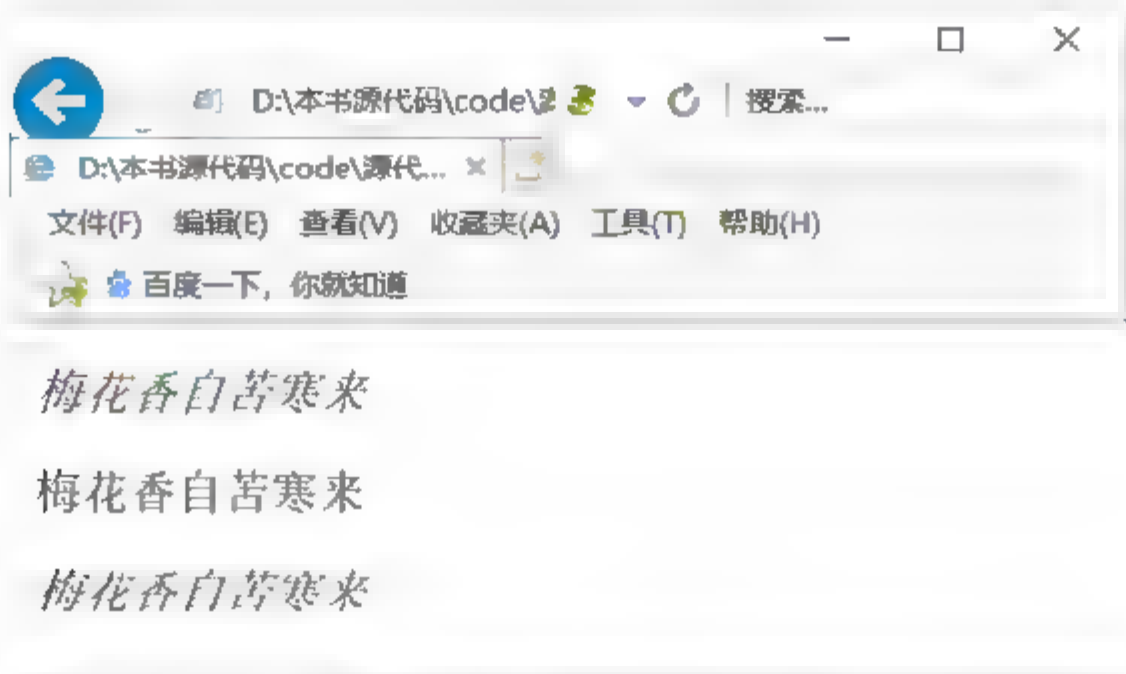 D:\本书源代码\code\ 搜索...
D:\本书源代码\code\源代...
文件(F) 编辑(E) 查看(V) 收藏夹(A) 工具(T) 帮助(H)
百度一下，你就知道
梅花香自苦寒来
梅花香自苦寒来
梅花香自苦寒来